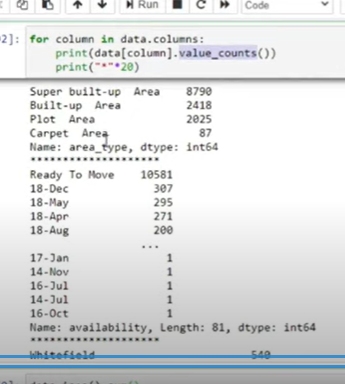 Run
Code
2]: for column in data.columns:
print(data[column].value_counts())
print("*"*20)
Super built-up  Area    8790
Built-up  Area          2418
Plot  Area              2025
Carpet  Area              87
Name: area_type, dtype: int64
********************
Ready To Move    10581
18-Dec             307
18-May             295
18-Apr             271
18-Aug             200
...
17-Jan               1
14-Nov               1
16-Jul               1
14-Jul               1
16-Oct               1
Name: availability, Length: 81, dtype: int64
********************
Whitefield                        540